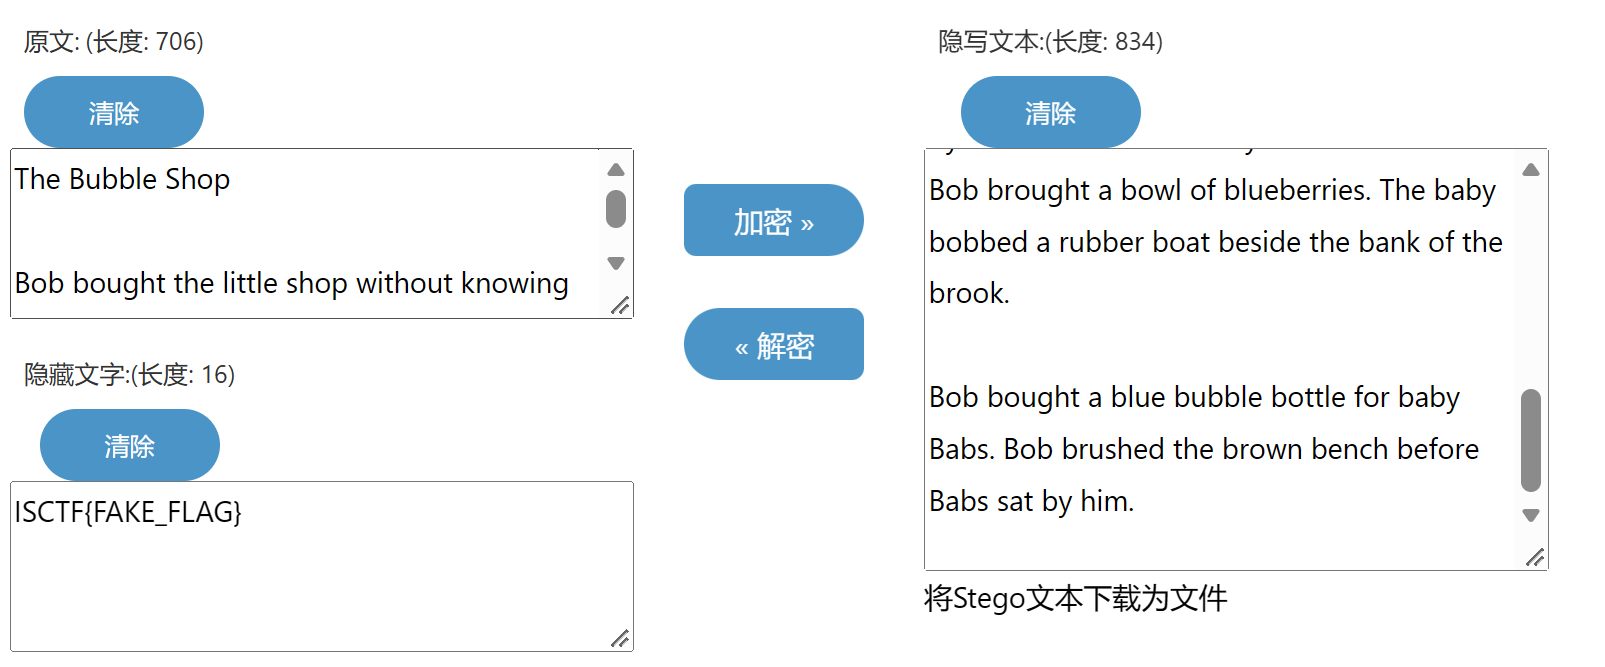 原文: (长度: 706)
清除
The Bubble Shop
Bob bought the little shop without knowing
隐藏文字:(长度: 16)
清除
ISCTF{FAKE_FLAG}
加密 »
« 解密
隐写文本:(长度: 834)
清除
Bob brought a bowl of blueberries. The baby
bobbed a rubber boat beside the bank of the
brook.
Bob bought a blue bubble bottle for baby
Babs. Bob brushed the brown bench before
Babs sat by him.
将Stego文本下载为文件